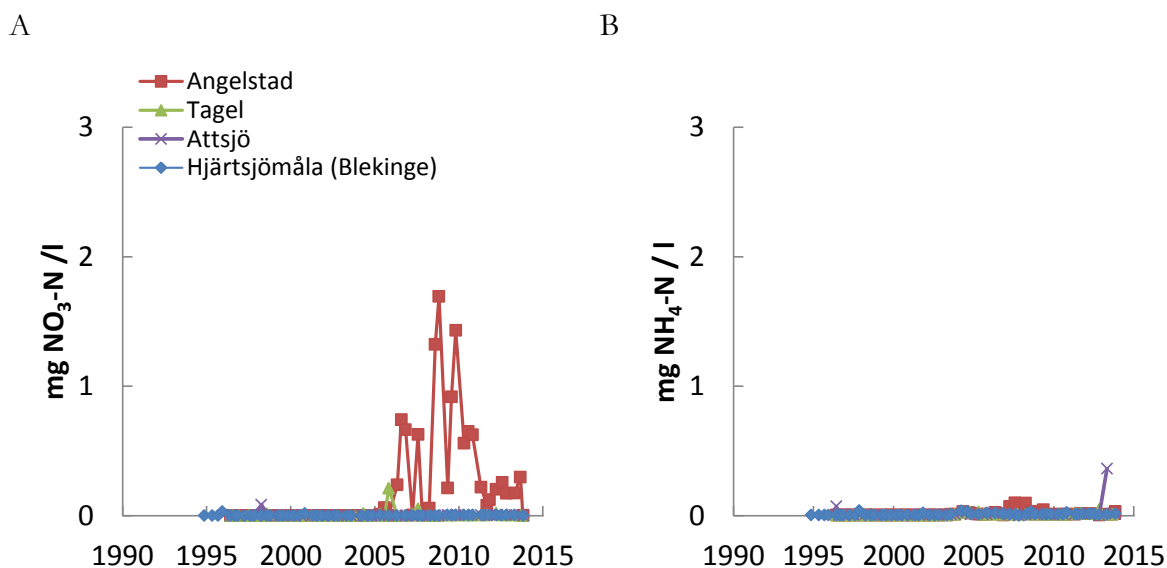 A
Angelstad
Tagel
Attsjö
Hjärtsjömåla (Blekinge)
mg NO₃-N /l
3
2
1
0
1990 1995 2000 2005 2010 2015
B
mg NH₄-N / l
3
2
1
0
1990 1995 2000 2005 2010 2015